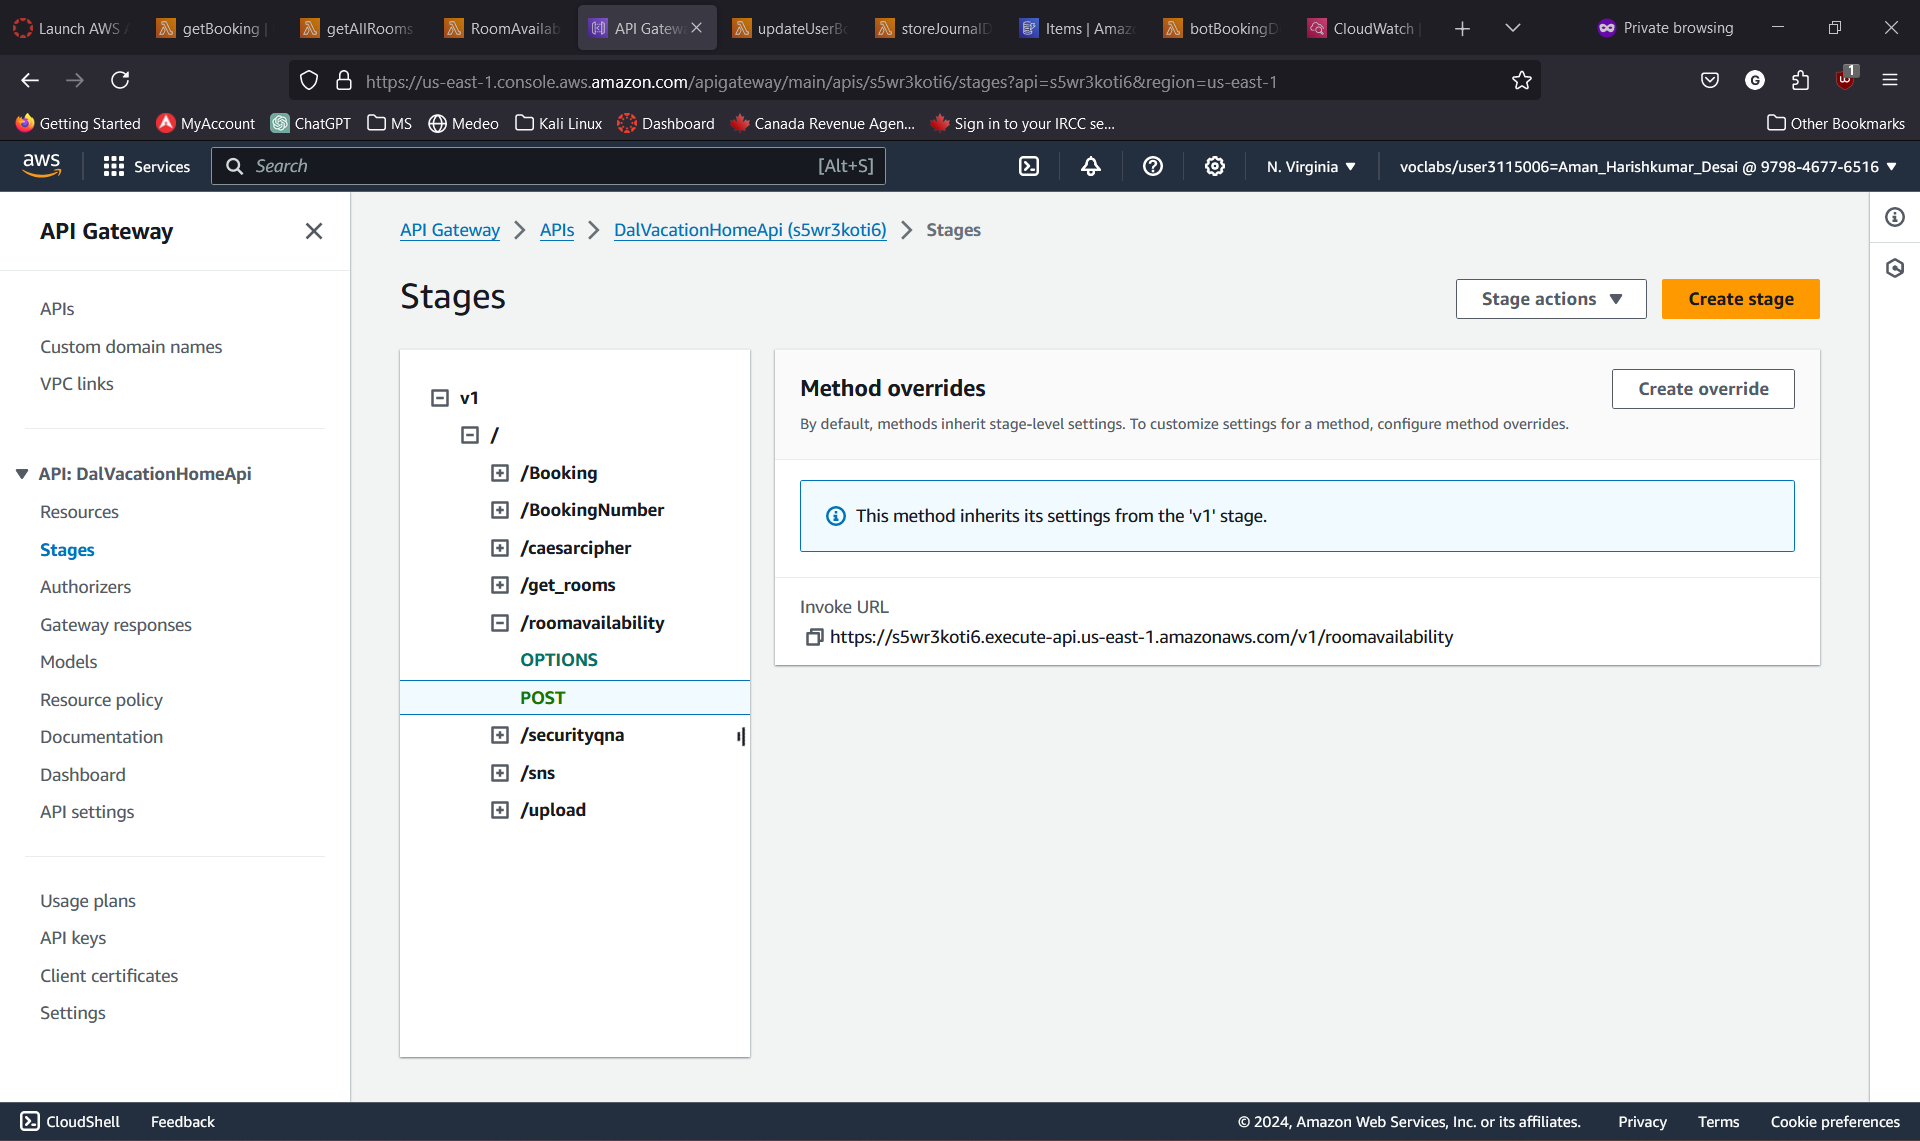 Launch AWS
getBooking |
getAllRooms
RoomAvailab
API Gatew
updateUserB
storeJournalD
Items | Amaz
botBookingD
CloudWatch |
Private browsing
https://us-east-1.console.aws.amazon.com/apigateway/main/apis/s5wr3koti6/stages?api=s5wr3koti6&region=us-east-1
1
Getting Started
MyAccount
ChatGPT
MS
Medeo
Kali Linux
Dashboard
Canada Revenue Agen...
Sign in to your IRCC se...
Other Bookmarks
aws
Services
Search
[Alt+S]
N. Virginia
voclabs/user3115006=Aman_Harishkumar_Desai @ 9798-4677-6516
API Gateway
APIs
Custom domain names
VPC links
API: DalVacationHomeApi
Resources
Stages
Authorizers
Gateway responses
Models
Resource policy
Documentation
Dashboard
API settings
Usage plans
API keys
Client certificates
Settings
API Gateway
APIs
DalVacationHomeApi (s5wr3koti6)
Stages
Stages
Stage actions
Create stage
v1
/
/Booking
/BookingNumber
/caesarcipher
/get_rooms
/roomavailability
OPTIONS
POST
/securityqna
/sns
/upload
Method overrides
Create override
By default, methods inherit stage-level settings. To customize settings for a method, configure method overrides.
This method inherits its settings from the 'v1' stage.
Invoke URL
https://s5wr3koti6.execute-api.us-east-1.amazonaws.com/v1/roomavailability
CloudShell
Feedback
© 2024, Amazon Web Services, Inc. or its affiliates.
Privacy
Terms
Cookie preferences